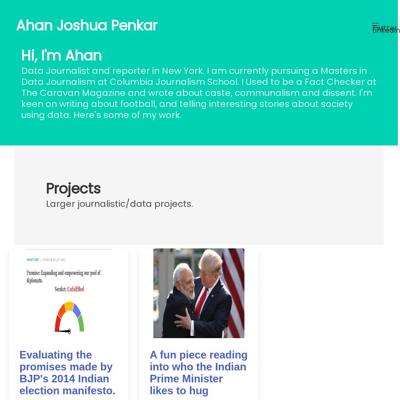 Ahan Joshua Penkar
LinkedIn
Hi, I'm Ahan
Data Journalist and reporter in New York. I am currently pursuing a Masters in
Data Journalism at Columbia Journalism School. I Used to be a Fact Checker at
The Caravan Magazine and wrote about caste, communalism and dissent. I'm
keen on writing about football, and telling interesting stories about society
using data. Here's some of my work.
Projects
Larger journalistic/data projects.
Promise: Expanding and empowering our pool of
diplomats.
Verdict: Unfulfilled
Evaluating the
promises made by
BJP's 2014 Indian
election manifesto.
A fun piece reading
into who the Indian
Prime Minister
likes to hug